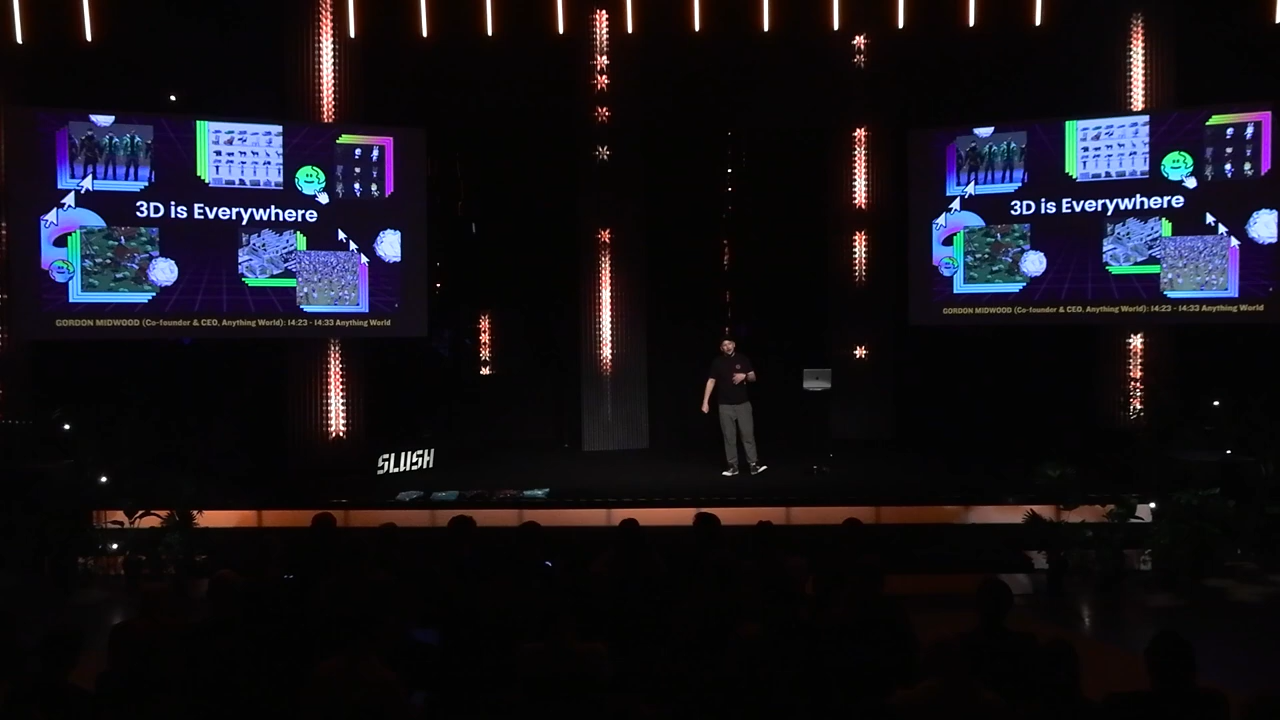 3D is Everywhere
GORDON MIDWOOD (Co-founder & CEO, Anything World): 14:23 - 14:33 Anything World
3D is Everywhere
GORDON MIDWOOD (Co-founder & CEO, Anything World): 14:23 - 14:33 Anything World
SLUSH